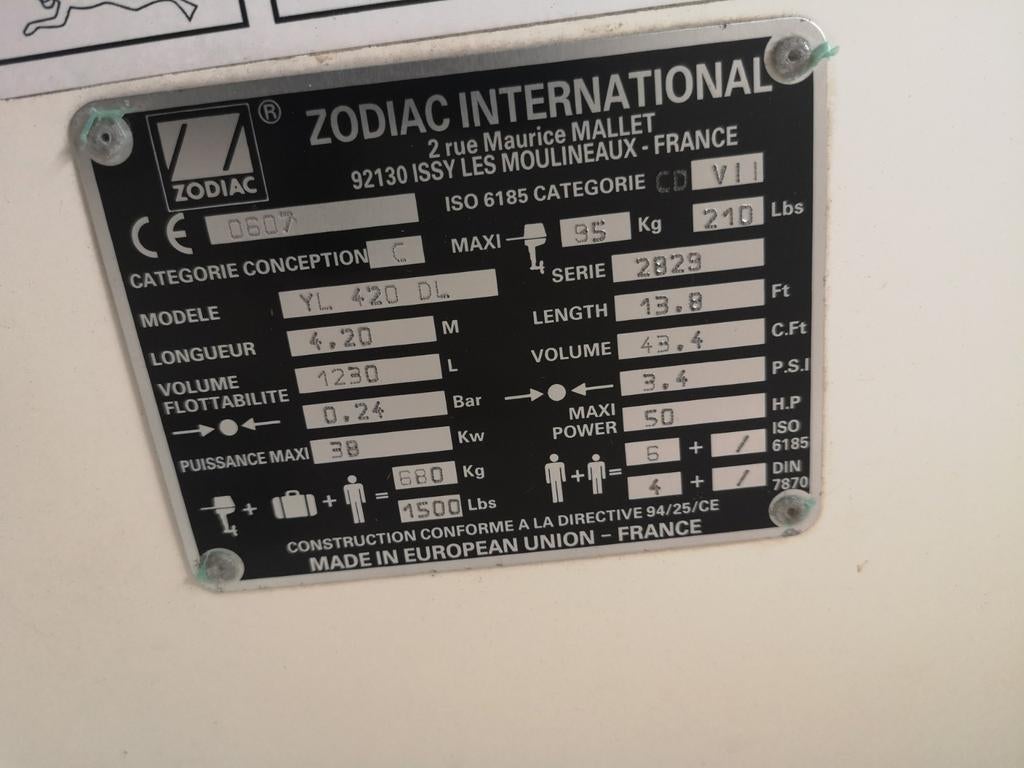 ZODIAC
®
ZODIAC INTERNATIONAL
2 rue Maurice MALLET
92130 ISSY LES MOULINEAUX - FRANCE
ISO 6185 CATEGORIE CD VII
CE 0607
MAXI 95 Kg 210 Lbs
CATEGORIE CONCEPTION C
SERIE 2829
MODELE YL 420 DL
LENGTH 13.8 Ft
LONGUEUR 4.20 M
VOLUME 43.4 C.Ft
VOLUME FLOTTABILITE 1230 L
3.4 P.S.I
0.24 Bar
MAXI POWER 50 H.P
PUISSANCE MAXI 38 Kw
6 + / ISO 6185
+ + = 680 Kg
1500 Lbs
+ = 4 + / DIN 7870
CONSTRUCTION CONFORME A LA DIRECTIVE 94/25/CE
MADE IN EUROPEAN UNION - FRANCE